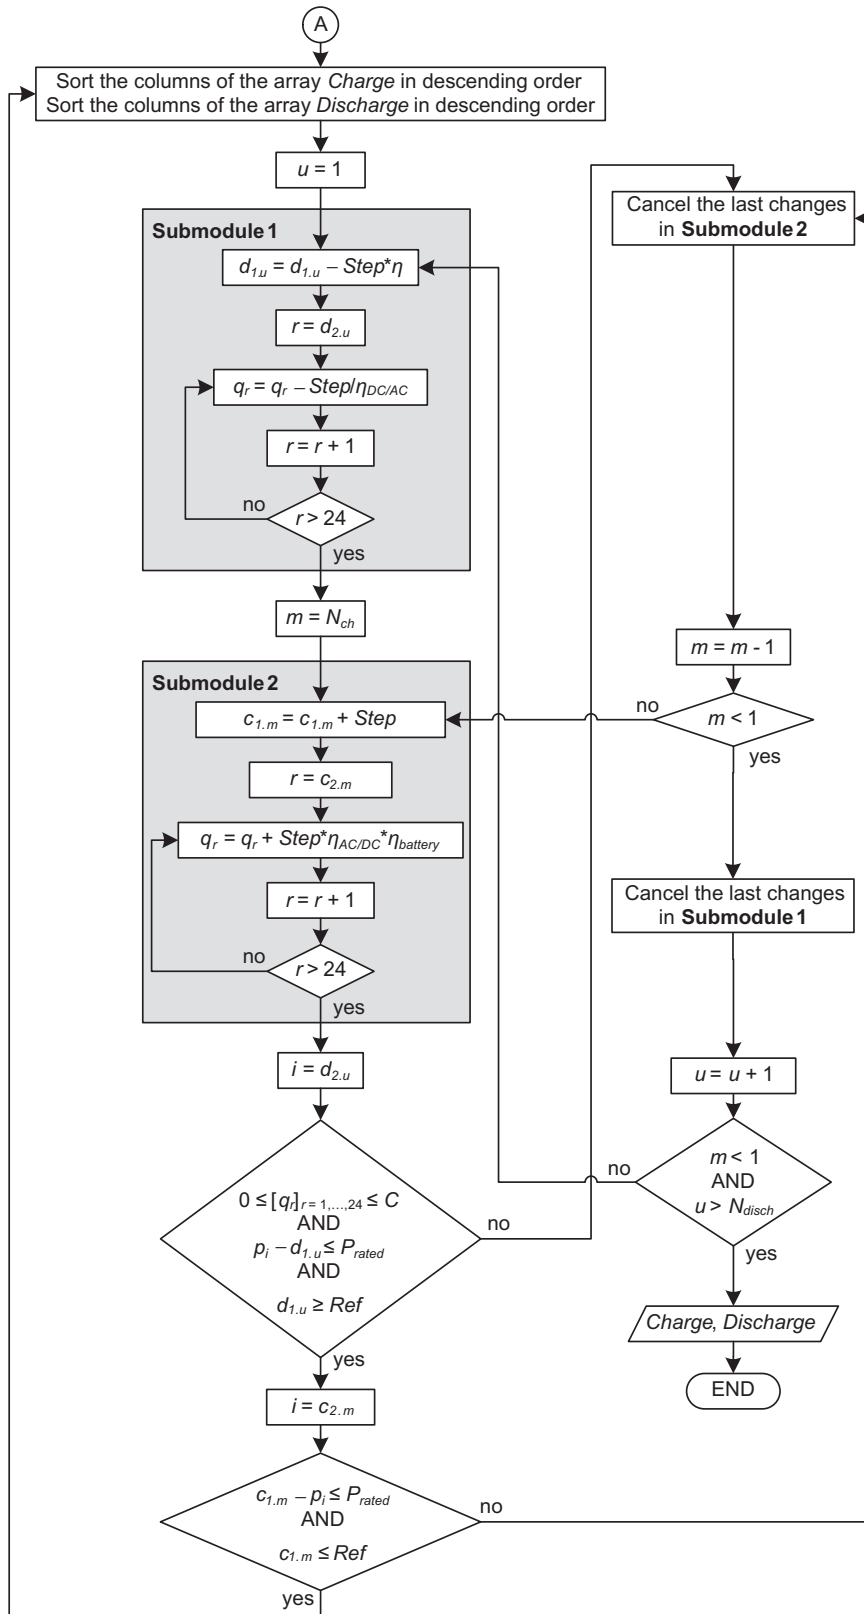 A
Sort the columns of the array Charge in descending order
Sort the columns of the array Discharge in descending order
u = 1
Submodule 1
d1.u = d1.u – Step*η
r = d2.u
qr = qr – Step/ηDC/AC
r = r + 1
no
r > 24
yes
m = Nch
Submodule 2
c1.m = c1.m + Step
r = c2.m
qr = qr + Step*ηAC/DC*ηbattery
r = r + 1
no
r > 24
yes
i = d2.u
0 ≤ [qr]r = 1,...,24 ≤ C
AND
pi – d1.u ≤ Prated
AND
d1.u ≥ Ref
no
yes
i = c2.m
c1.m – pi ≤ Prated
AND
c1.m ≤ Ref
no
yes
Cancel the last changes
in Submodule 2
m = m - 1
no
m < 1
yes
Cancel the last changes
in Submodule 1
u = u + 1
no
m < 1
AND
u > Ndisch
yes
Charge, Discharge
END